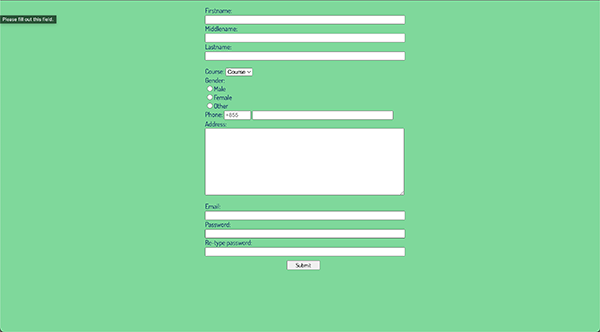 Please fill out this field.
Firstname:
Middlename:
Lastname:
Course: Course
Gender:
Male
Female
Other
Phone: +855
Address:
Email:
Password:
Re-type password:
Submit